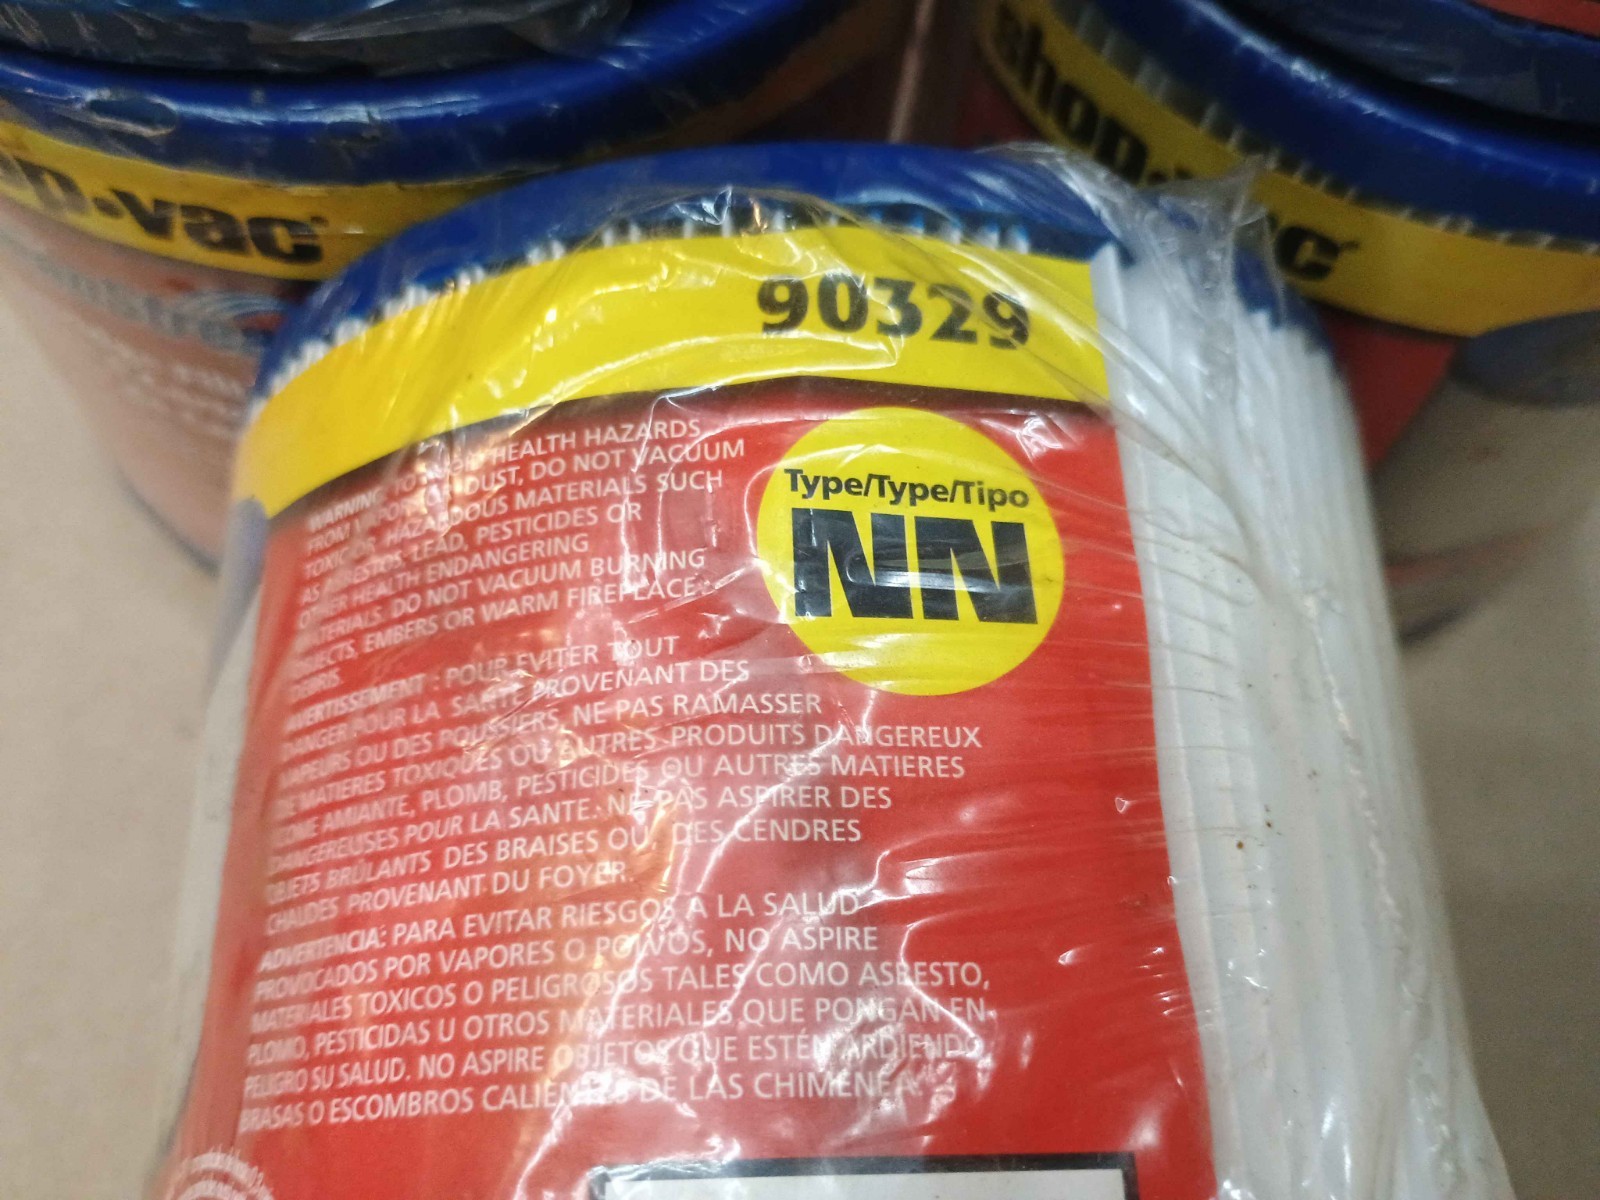 p·vac
shop·v
c
90329
Type/Type/Tipo
NN
WARNING: TO HEALTH HAZARDS
FROM VAPORS OR DUST, DO NOT VACUUM
TOXIC OR HAZARDOUS MATERIALS SUCH
AS ASBESTOS, LEAD, PESTICIDES OR
OTHER HEALTH ENDANGERING
MATERIALS. DO NOT VACUUM BURNING
OBJECTS, EMBERS OR WARM FIREPLACE
DEBRIS.
AVERTISSEMENT : POUR EVITER TOUT
DANGER POUR LA SANTE PROVENANT DES
VAPEURS OU DES POUSSIERS, NE PAS RAMASSER
DE MATIERES TOXIQUES OU AUTRES PRODUITS DANGEREUX
COME AMIANTE, PLOMB, PESTICIDES OU AUTRES MATIERES
DANGEREUSES POUR LA SANTE. NE PAS ASPIRER DES
OBJETS BRÛLANTS DES BRAISES OU, DES CENDRES
CHAUDES PROVENANT DU FOYER.
ADVERTENCIA: PARA EVITAR RIESGOS A LA SALUD
PROVOCADOS POR VAPORES O POLVOS, NO ASPIRE
MATERIALES TOXICOS O PELIGROSOS TALES COMO ASBESTO,
PLOMO, PESTICIDAS U OTROS MATERIALES QUE PONGAN EN
PELIGRO SU SALUD. NO ASPIRE OBJETOS QUE ESTÉN ARDIENDO,
BRASAS O ESCOMBROS CALIENTES DE LAS CHIMENEA.